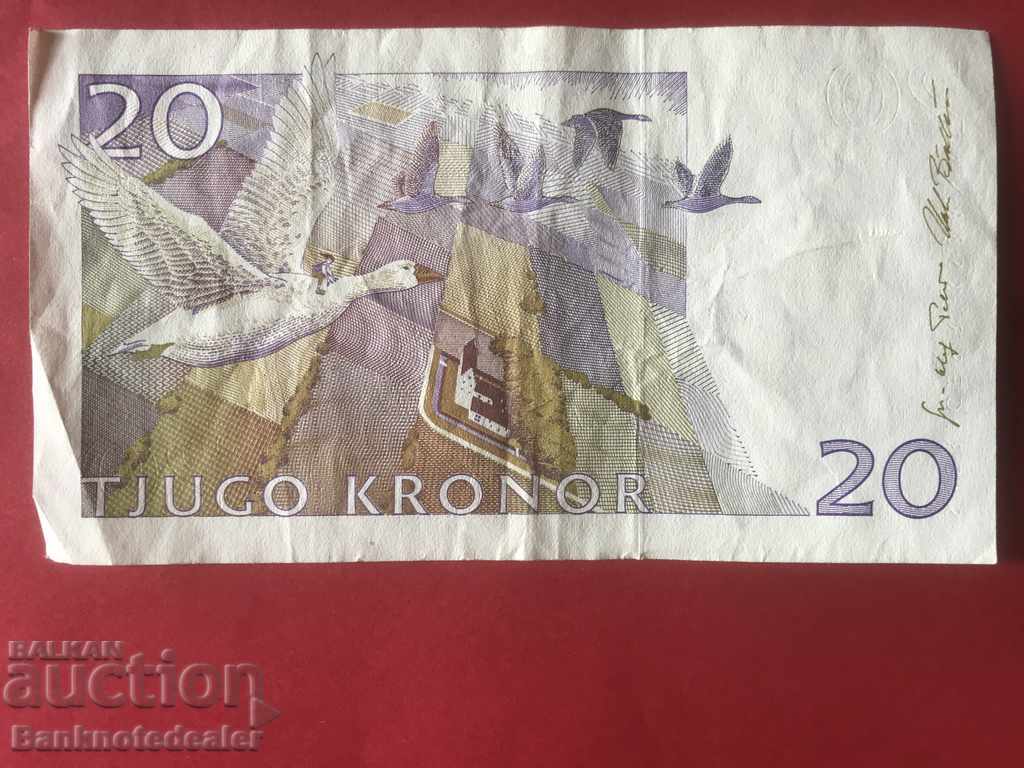 20
TJUGO KRONOR
20
BALKAN
auction
Banknotedealer